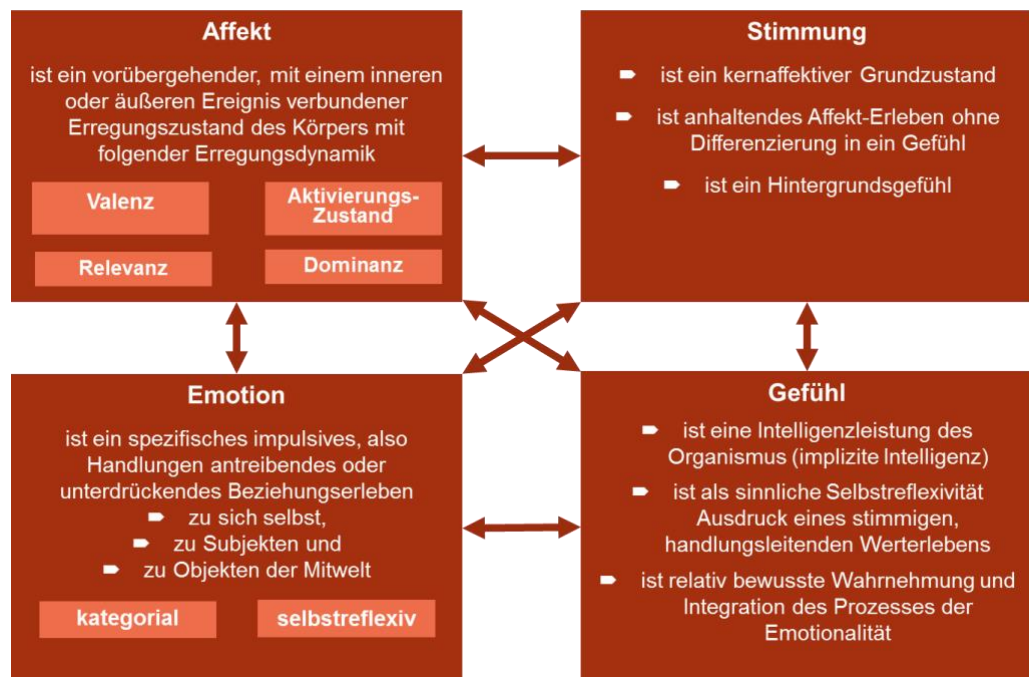 Affekt
ist ein vorübergehender, mit einem inneren
oder äußeren Ereignis verbundener
Erregungszustand des Körpers mit
folgender Erregungsdynamik
Valenz
Aktivierungs-
Zustand
Relevanz
Dominanz
Stimmung
ist ein kernaffektiver Grundzustand
ist anhaltendes Affekt-Erleben ohne
Differenzierung in ein Gefühl
ist ein Hintergrundsgefühl
Emotion
ist ein spezifisches impulsives, also
Handlungen antreibendes oder
unterdrückendes Beziehungserleben
zu sich selbst,
zu Subjekten und
zu Objekten der Mitwelt
kategorial
selbstreflexiv
Gefühl
ist eine Intelligenzleistung des
Organismus (implizite Intelligenz)
ist als sinnliche Selbstreflexivität
Ausdruck eines stimmigen,
handlungsleitenden Werterlebens
ist relativ bewusste Wahrnehmung und
Integration des Prozesses der
Emotionalität